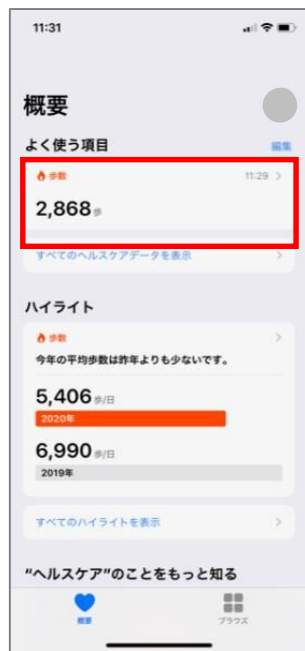 11:31
概要
よく使う項目 編集
歩数 11:29
2,868歩
すべてのヘルスケアデータを表示
ハイライト
歩数
今年の平均歩数は昨年よりも少ないです。
5,406歩/日
2020年
6,990歩/日
2019年
すべてのハイライトを表示
"ヘルスケア"のことをもっと知る
概要 ブラウズ